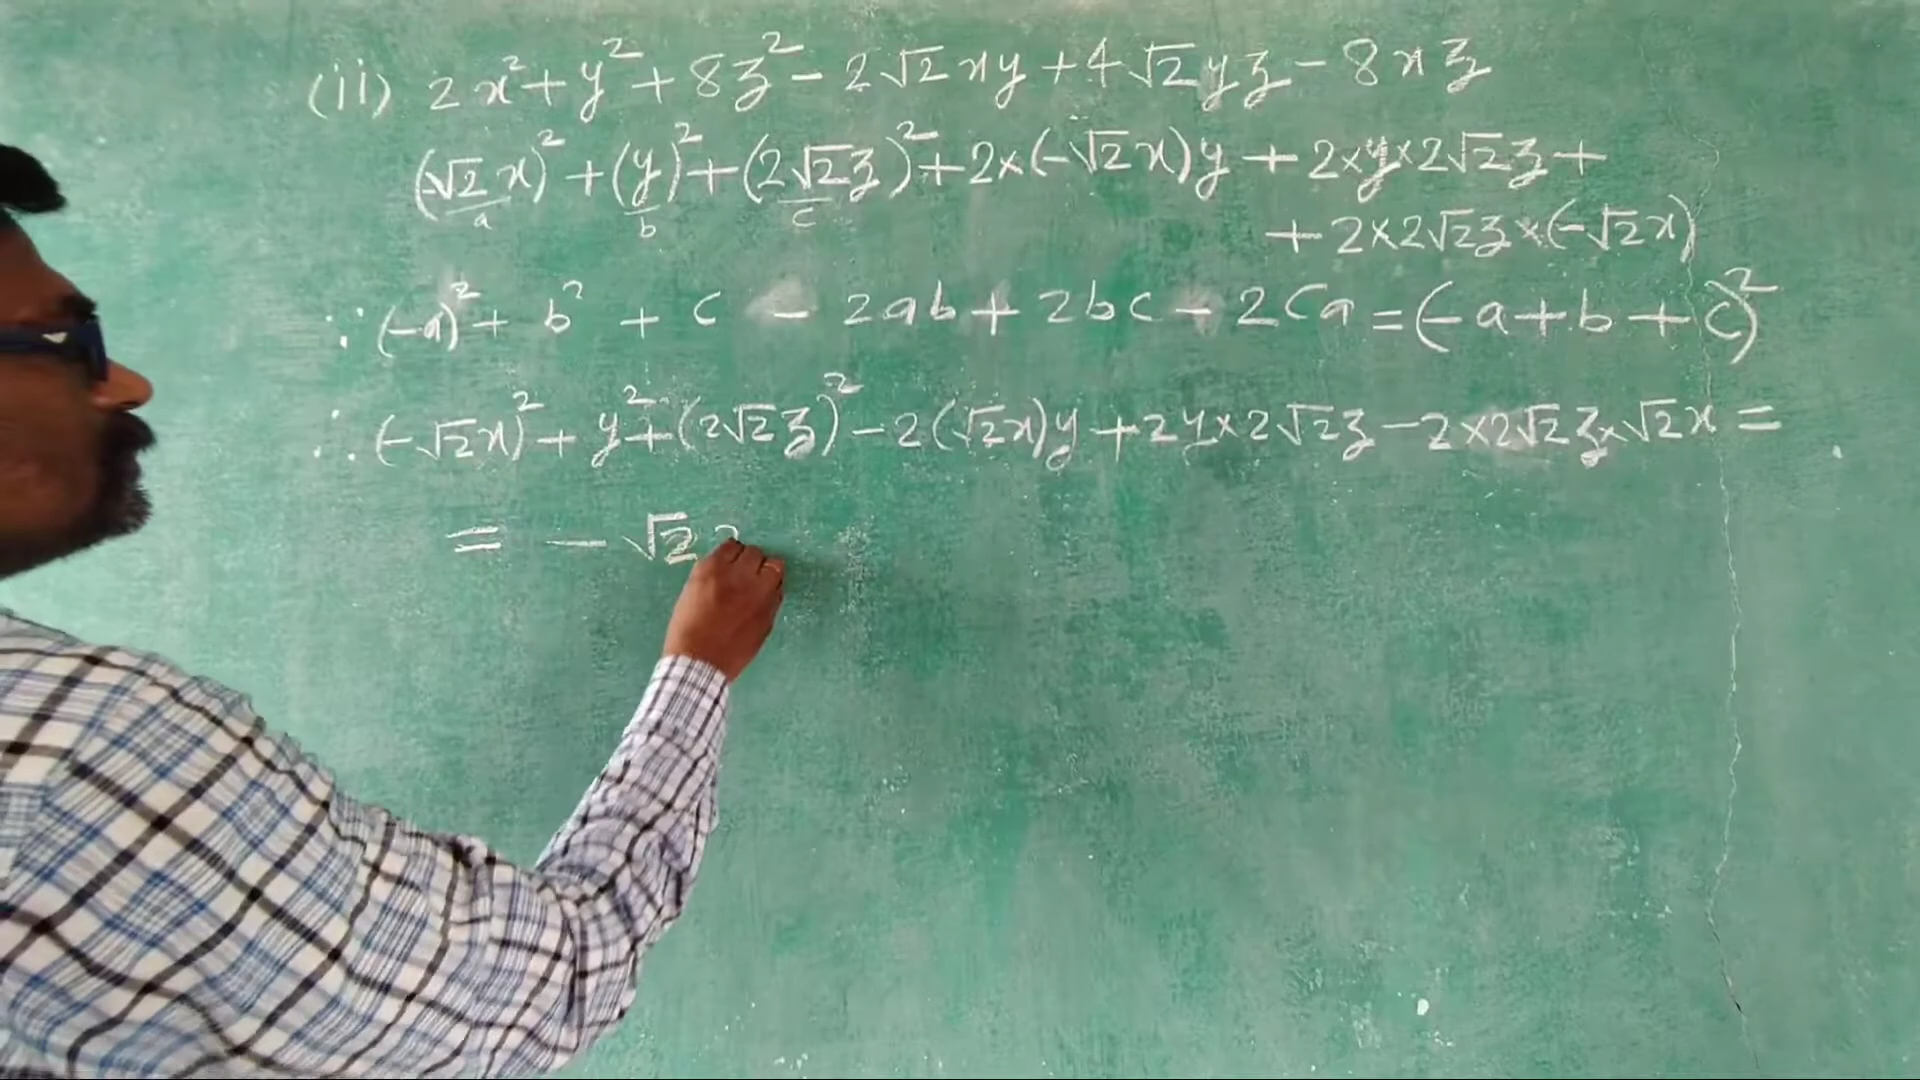 (ii) 2x² + y² + 8z² - 2√2xy + 4√2yz - 8xz
(-√2x)² + (y)² + (2√2z)² + 2×(-√2x)y + 2×y×2√2z +
a b c
+ 2×2√2z×(-√2x)
∵ (-a)² + b² + c - 2ab + 2bc - 2ca = (-a + b + c)²
∴ (-√2x)² + y² + (2√2z)² - 2(√2x)y + 2y×2√2z - 2×2√2z×√2x =
= - √2